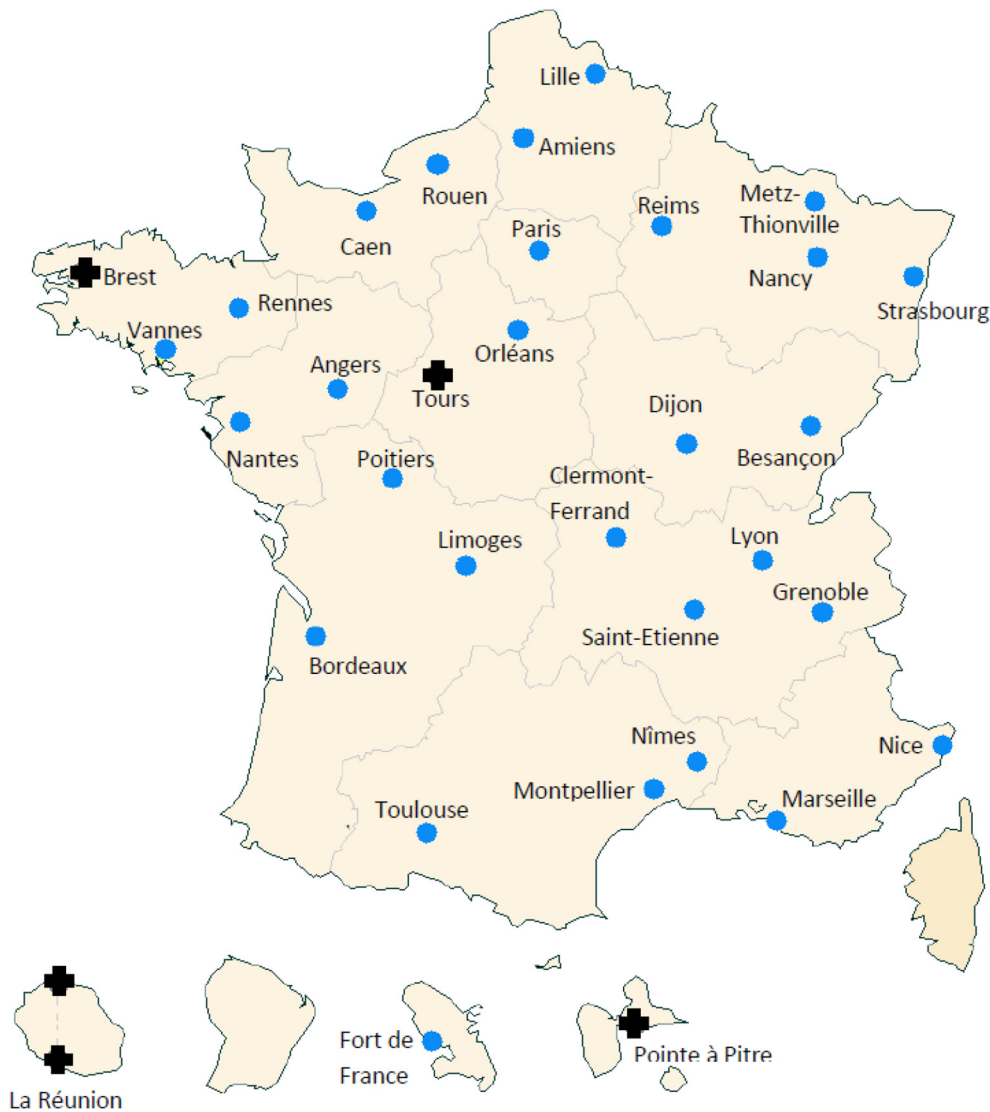 Lille
Amiens
Rouen
Caen
Paris
Reims
Metz-
Thionville
Nancy
Strasbourg
Brest
Rennes
Vannes
Orléans
Angers
Tours
Nantes
Poitiers
Dijon
Besançon
Clermont-
Ferrand
Limoges
Lyon
Grenoble
Saint-Etienne
Bordeaux
Nîmes
Nice
Montpellier
Marseille
Toulouse
La Réunion
Fort de
France
Pointe à Pitre